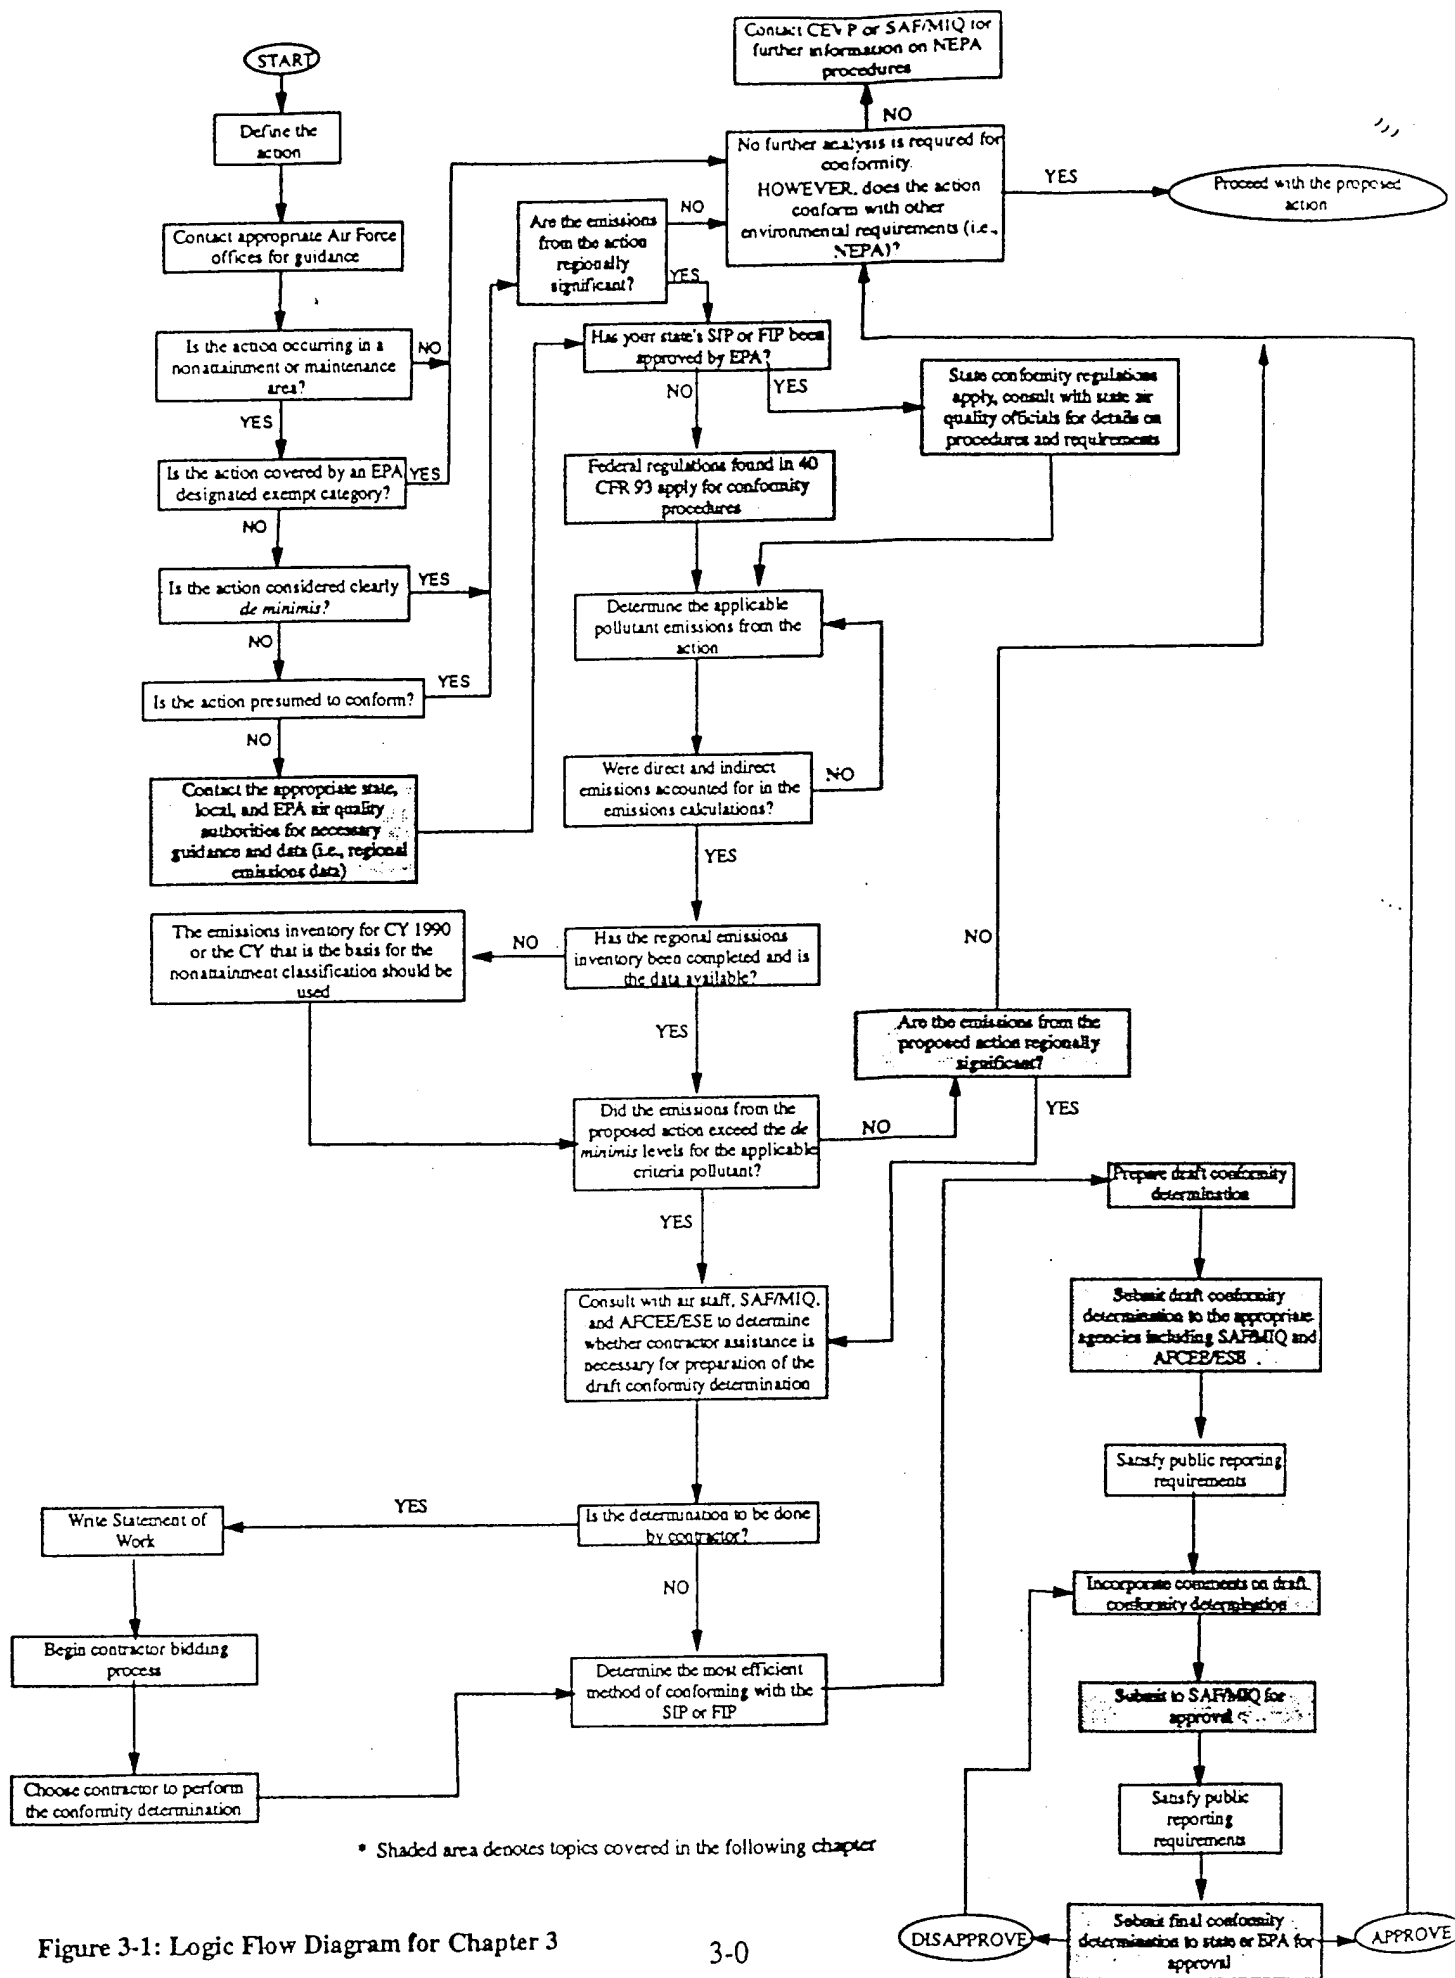 START
Define the
action
Contact appropriate Air Force
offices for guidance
Is the action occurring in a
nonattainment or maintenance
area?
NO
YES
Is the action covered by an EPA
designated exempt category?
YES
NO
Is the action considered clearly
de minimis?
YES
NO
Is the action presumed to conform?
YES
NO
Contact the appropriate state,
local, and EPA air quality
authorities for necessary
guidance and data (i.e., regional
emissions data)
Contact CEVP or SAF/MIQ for
further information on NEPA
procedures
NO
No further analysis is required for
conformity.
HOWEVER, does the action
conform with other
environmental requirements (i.e.,
NEPA)?
YES
Proceed with the proposed
action
Are the emissions
from the action
regionally
significant?
NO
YES
Has your state's SIP or FIP been
approved by EPA?
NO
YES
State conformity regulations
apply, consult with state air
quality officials for details on
procedures and requirements
Federal regulations found in 40
CFR 93 apply for conformity
procedures
Determine the applicable
pollutant emissions from the
action
Were direct and indirect
emissions accounted for in the
emissions calculations?
NO
YES
Has the regional emissions
inventory been completed and is
the data available?
NO
The emissions inventory for CY 1990
or the CY that is the basis for the
nonattainment classification should be
used
YES
Did the emissions from the
proposed action exceed the de
minimis levels for the applicable
criteria pollutant?
NO
Are the emissions from the
proposed action regionally
significant?
NO
YES
YES
Consult with air staff, SAF/MIQ,
and AFCEE/ESE to determine
whether contractor assistance is
necessary for preparation of the
draft conformity determination
Is the determination to be done
by contractor?
YES
NO
Write Statement of
Work
Begin contractor bidding
process
Choose contractor to perform
the conformity determination
Determine the most efficient
method of conforming with the
SIP or FIP
Prepare draft conformity
determination
Submit draft conformity
determination to the appropriate
agencies including SAF/MIQ and
AFCEE/ESE
Satisfy public reporting
requirements
Incorporate comments on draft
conformity determination
Submit to SAF/MIQ for
approval
Satisfy public
reporting
requirements
Submit final conformity
determination to state or EPA for
approval
DISAPPROVE
APPROVE
* Shaded area denotes topics covered in the following chapter
Figure 3-1: Logic Flow Diagram for Chapter 3
3-0